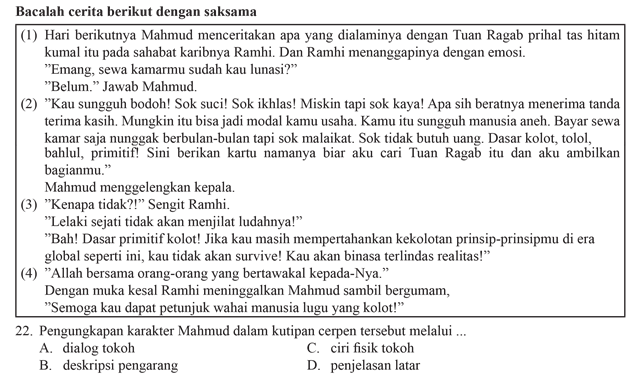 Bacalah cerita berikut dengan saksama
(1) Hari berikutnya Mahmud menceritakan apa yang dialaminya dengan Tuan Ragab prihal tas hitam
kumal itu pada sahabat karibnya Ramhi. Dan Ramhi menanggapinya dengan emosi.
”Emang, sewa kamarmu sudah kau lunasi?”
”Belum.” Jawab Mahmud.
(2) ”Kau sungguh bodoh! Sok suci! Sok ikhlas! Miskin tapi sok kaya! Apa sih beratnya menerima tanda
terima kasih. Mungkin itu bisa jadi modal kamu usaha. Kamu itu sungguh manusia aneh. Bayar sewa
kamar saja nunggak berbulan-bulan tapi sok malaikat. Sok tidak butuh uang. Dasar kolot, tolol,
bahlul, primitif! Sini berikan kartu namanya biar aku cari Tuan Ragab itu dan aku ambilkan
bagianmu.”
Mahmud menggelengkan kepala.
(3) ”Kenapa tidak?!” Sengit Ramhi.
”Lelaki sejati tidak akan menjilat ludahnya!”
”Bah! Dasar primitif kolot! Jika kau masih mempertahankan kekolotan prinsip-prinsipmu di era
global seperti ini, kau tidak akan survive! Kau akan binasa terlindas realitas!”
(4) ”Allah bersama orang-orang yang bertawakal kepada-Nya.”
Dengan muka kesal Ramhi meninggalkan Mahmud sambil bergumam,
”Semoga kau dapat petunjuk wahai manusia lugu yang kolot!”
22. Pengungkapan karakter Mahmud dalam kutipan cerpen tersebut melalui ...
A. dialog tokoh
B. deskripsi pengarang
C. ciri fisik tokoh
D. penjelasan latar